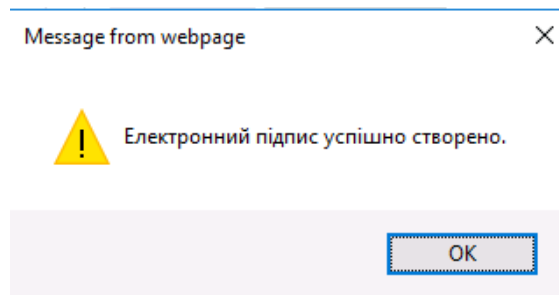 Message from webpage
Електронний підпис успішно створено.
OK